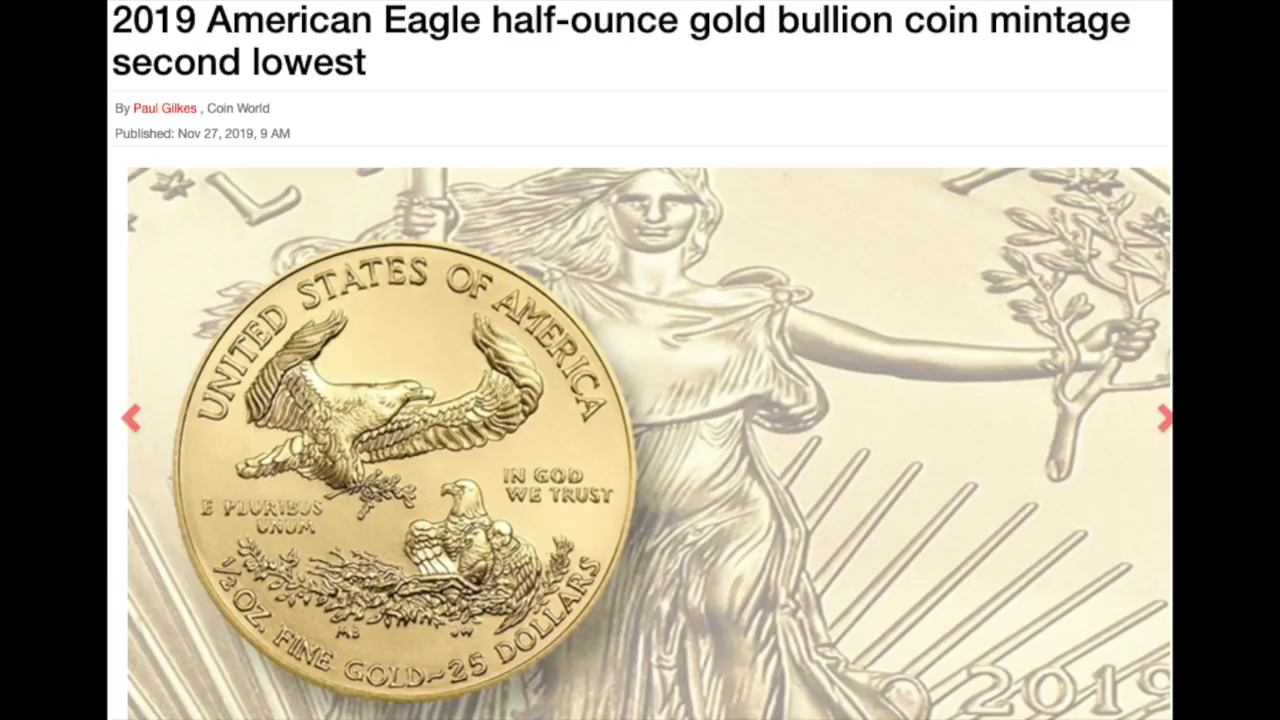 2019 American Eagle half-ounce gold bullion coin mintage
second lowest
By Paul Gilkes , Coin World
Published: Nov 27, 2019, 9 AM
L
UNITED STATES OF AMERICA
IN GOD
WE TRUST
E PLURIBUS
UNUM
MB JW
1/2 OZ. FINE GOLD~25 DOLLARS
2019